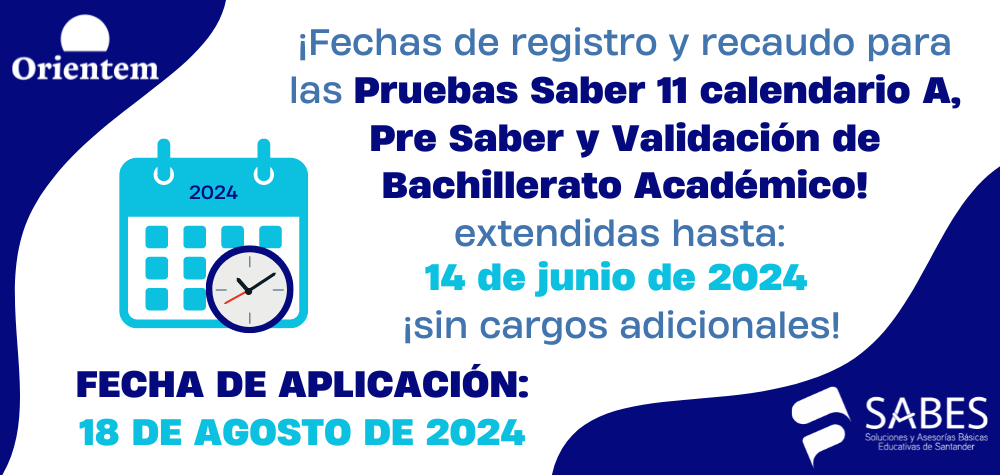 Orientem
¡Fechas de registro y recaudo para
las Pruebas Saber 11 calendario A,
Pre Saber y Validación de
Bachillerato Académico!
extendidas hasta:
14 de junio de 2024
¡sin cargos adicionales!
2024
FECHA DE APLICACIÓN:
18 DE AGOSTO DE 2024
SABES
Soluciones y Asesorías Básicas
Educativas de Santander